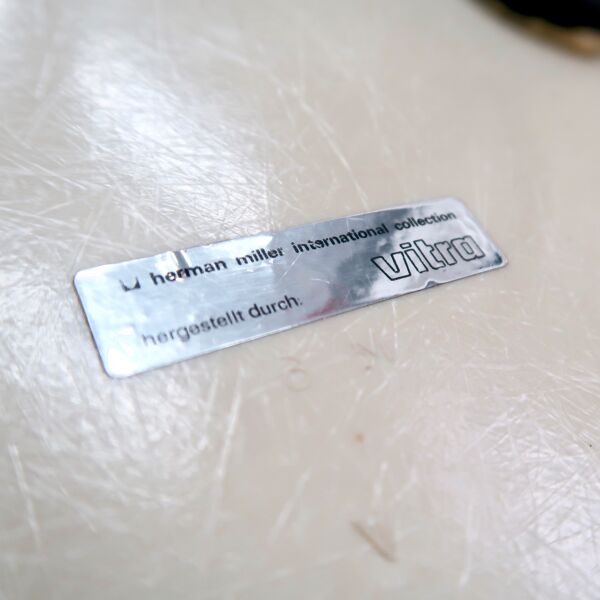 herman miller international collection
hergestellt durch: vitra